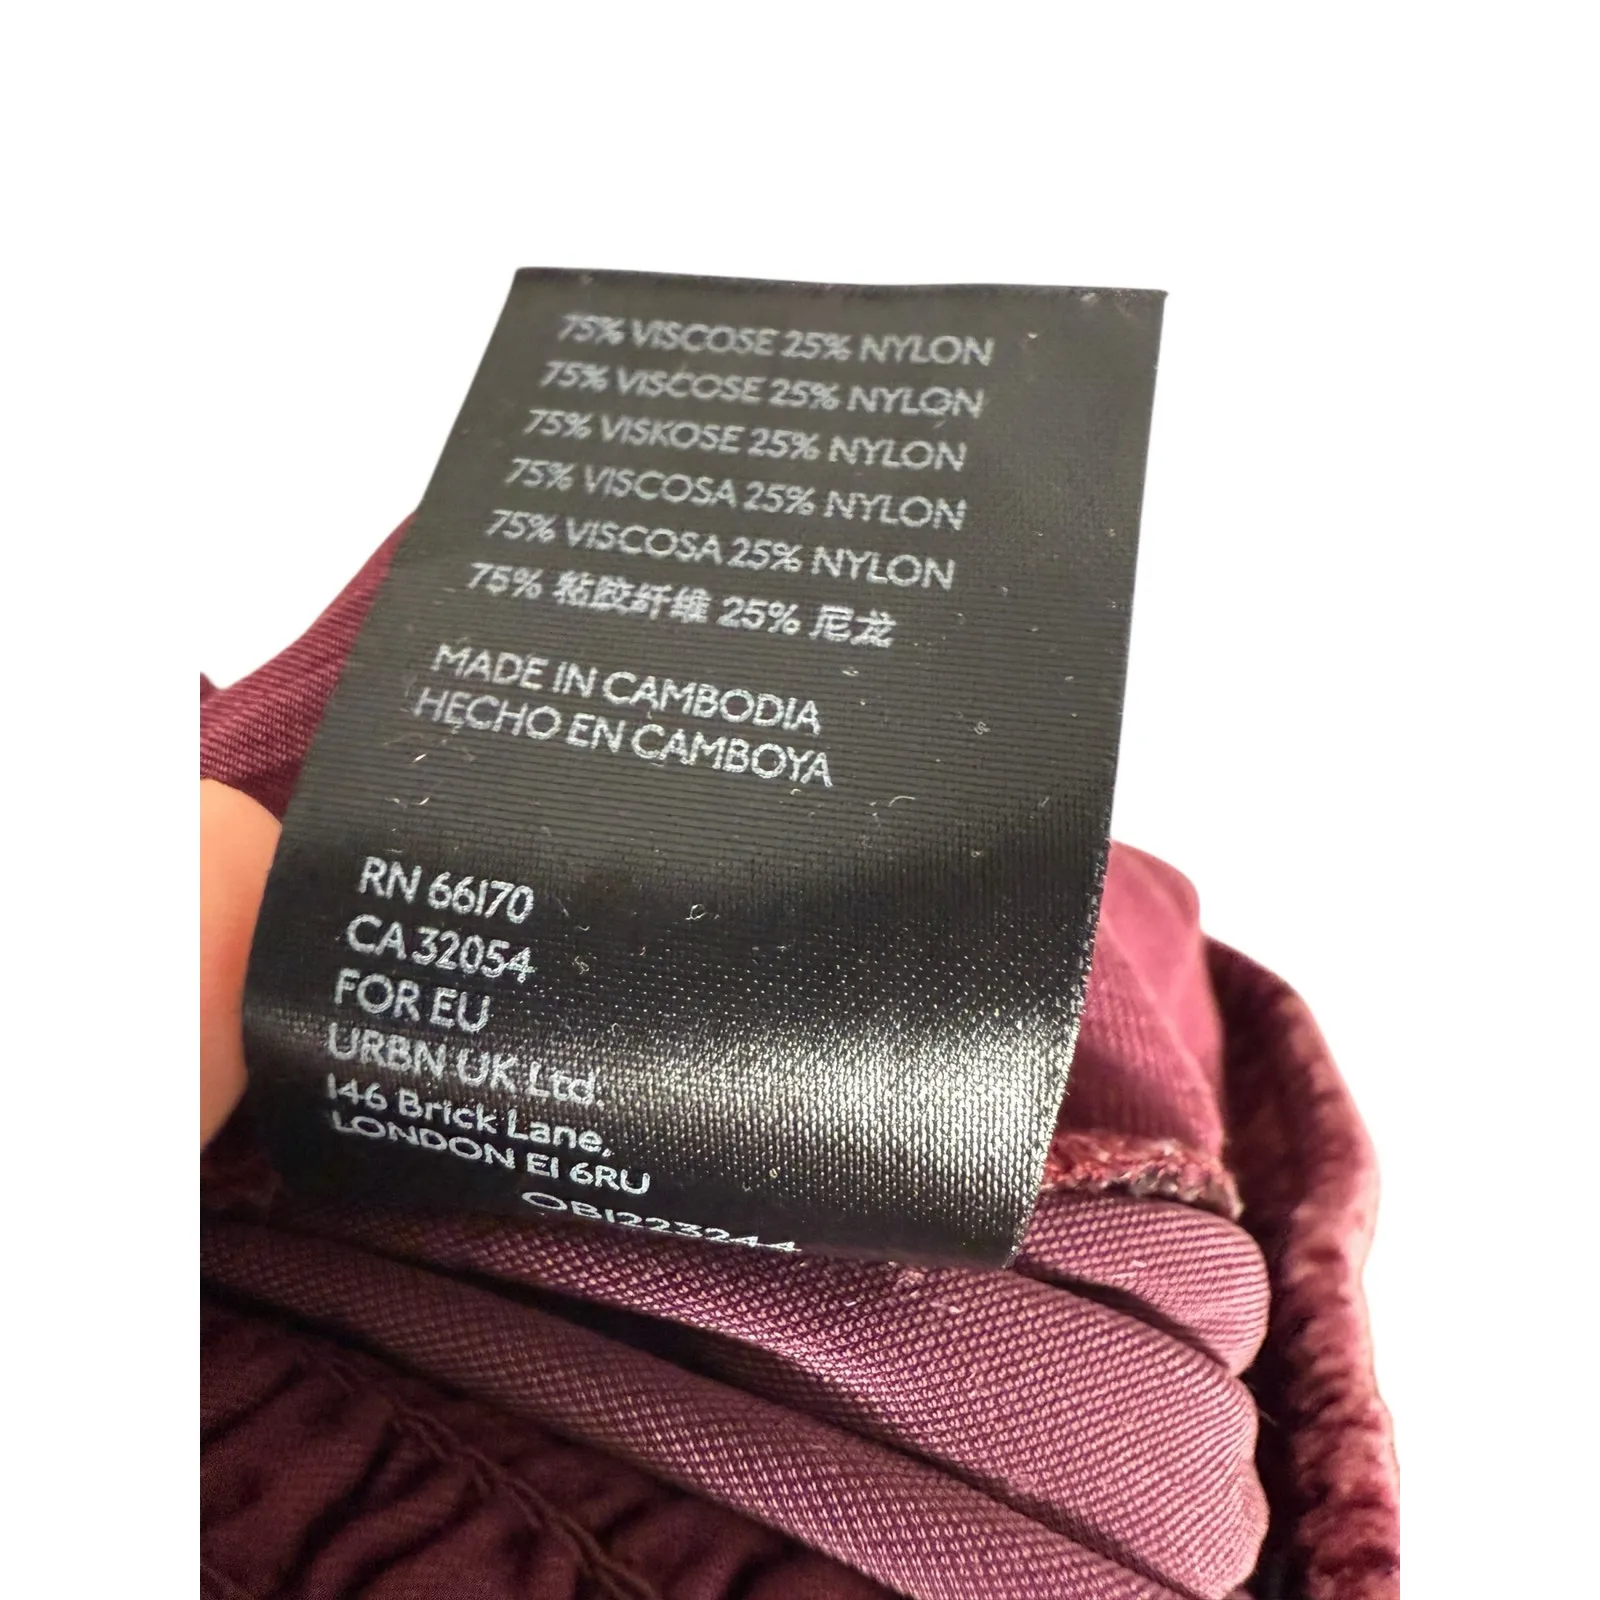 75% VISCOSE 25% NYLON
75% VISCOSE 25% NYLON
75% VISKOSE 25% NYLON
75% VISCOSA 25% NYLON
75% VISCOSA 25% NYLON
75% 粘胶纤维 25% 尼龙
MADE IN CAMBODIA
HECHO EN CAMBOYA
RN 66170
CA 32054
FOR EU
URBN UK Ltd.
146 Brick Lane,
LONDON E1 6RU
OB1223244